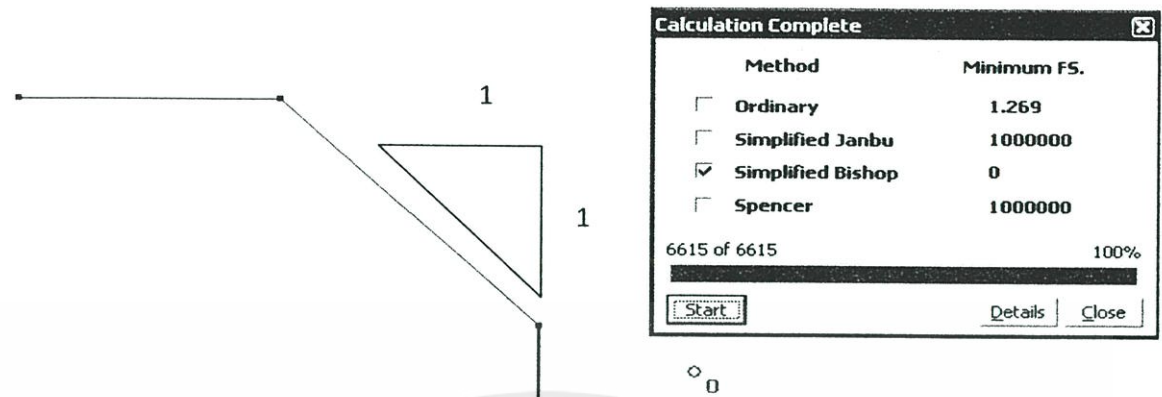 1
1
Calculation Complete
Method Minimum FS.
Ordinary 1.269
Simplified Janbu 1000000
Simplified Bishop 0
Spencer 1000000
6615 of 6615 100%
Start Details Close
0